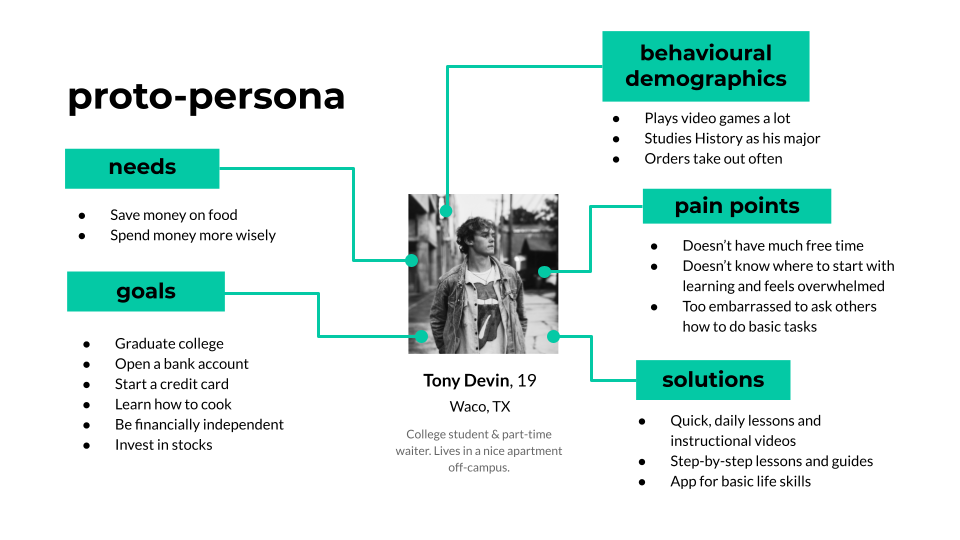 proto-persona
needs
● Save money on food
● Spend money more wisely
goals
● Graduate college
● Open a bank account
● Start a credit card
● Learn how to cook
● Be financially independent
● Invest in stocks
Tony Devin, 19
Waco, TX
College student & part-time
waiter. Lives in a nice apartment
off-campus.
behavioural
demographics
● Plays video games a lot
● Studies History as his major
● Orders take out often
pain points
● Doesn’t have much free time
● Doesn’t know where to start with
learning and feels overwhelmed
● Too embarrassed to ask others
how to do basic tasks
solutions
● Quick, daily lessons and
instructional videos
● Step-by-step lessons and guides
● App for basic life skills